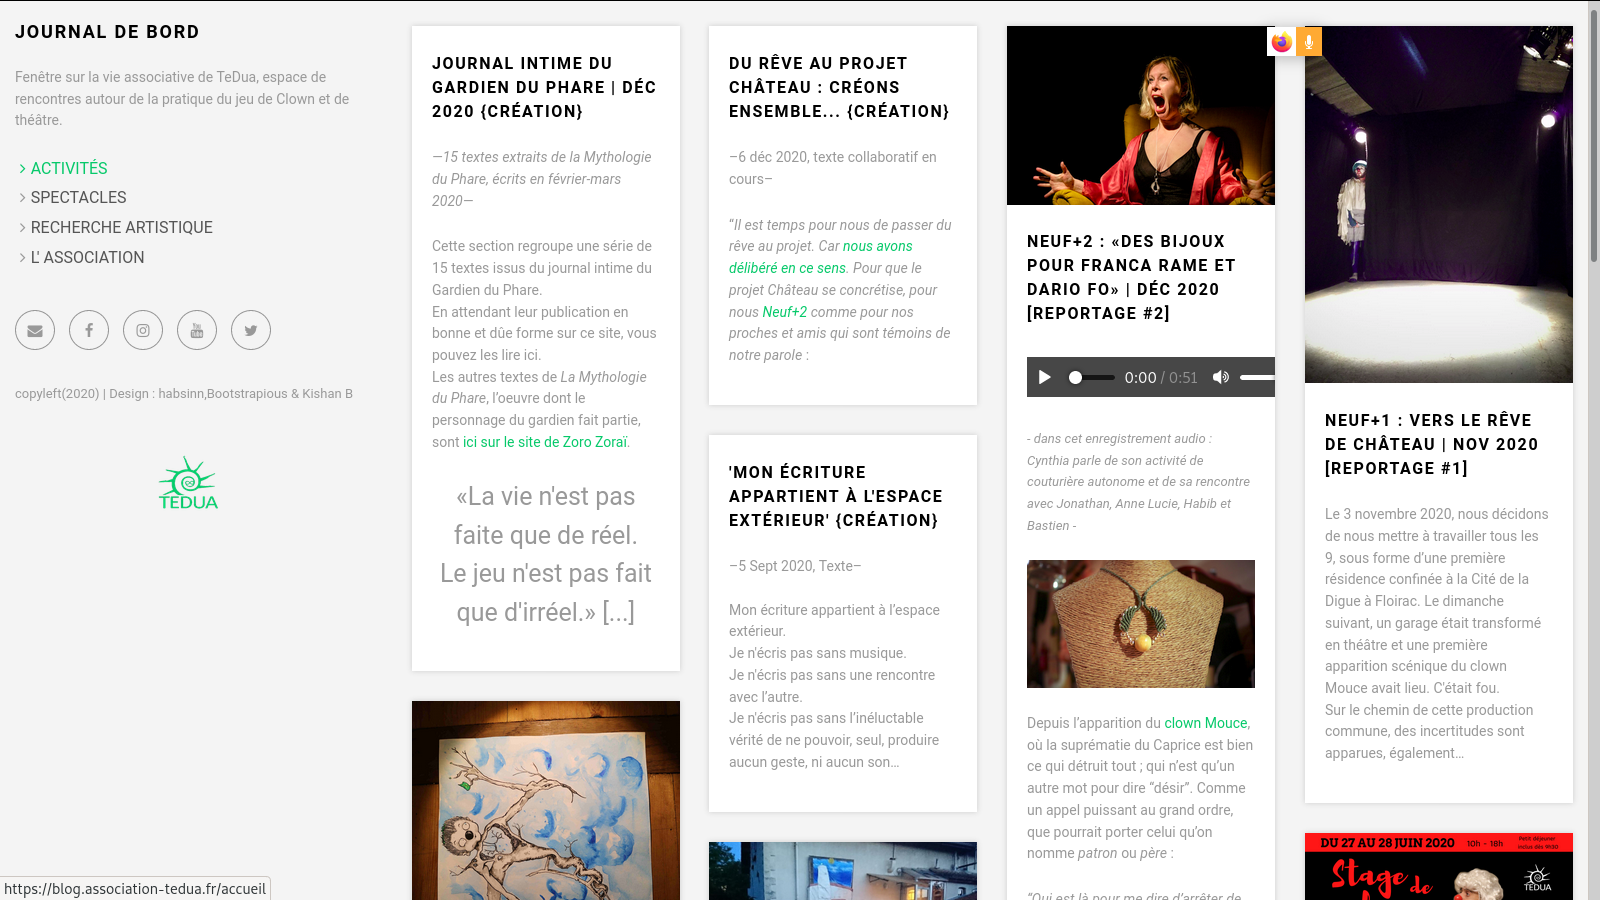 JOURNAL DE BORD
Fenêtre sur la vie associative de TeDua, espace de
rencontres autour de la pratique du jeu de Clown et de
théâtre.
ACTIVITÉS
SPECTACLES
RECHERCHE ARTISTIQUE
L' ASSOCIATION
copyleft(2020) | Design : habsinn,Bootstrapious & Kishan B
TEDUA
https://blog.association-tedua.fr/accueil
JOURNAL INTIME DU
GARDIEN DU PHARE | DÉC
2020 {CRÉATION}
—15 textes extraits de la Mythologie
du Phare, écrits en février-mars
2020—
Cette section regroupe une série de
15 textes issus du journal intime du
Gardien du Phare.
En attendant leur publication en
bonne et dûe forme sur ce site, vous
pouvez les lire ici.
Les autres textes de La Mythologie
du Phare, l’oeuvre dont le
personnage du gardien fait partie,
sont ici sur le site de Zoro Zoraï.
«La vie n'est pas
faite que de réel.
Le jeu n'est pas fait
que d'irréel.» [...]
DU RÊVE AU PROJET
CHÂTEAU : CRÉONS
ENSEMBLE... {CRÉATION}
–6 déc 2020, texte collaboratif en
cours–
“Il est temps pour nous de passer du
rêve au projet. Car nous avons
délibéré en ce sens. Pour que le
projet Château se concrétise, pour
nous Neuf+2 comme pour nos
proches et amis qui sont témoins de
notre parole :
'MON ÉCRITURE
APPARTIENT À L'ESPACE
EXTÉRIEUR' {CRÉATION}
–5 Sept 2020, Texte–
Mon écriture appartient à l’espace
extérieur.
Je n'écris pas sans musique.
Je n'écris pas sans une rencontre
avec l’autre.
Je n'écris pas sans l’inéluctable
vérité de ne pouvoir, seul, produire
aucun geste, ni aucun son…
NEUF+2 : «DES BIJOUX
POUR FRANCA RAME ET
DARIO FO» | DÉC 2020
[REPORTAGE #2]
0:00 / 0:51
- dans cet enregistrement audio :
Cynthia parle de son activité de
couturière autonome et de sa rencontre
avec Jonathan, Anne Lucie, Habib et
Bastien -
Depuis l’apparition du clown Mouce,
où la suprématie du Caprice est bien
ce qui détruit tout ; qui n’est qu’un
autre mot pour dire “désir”. Comme
un appel puissant au grand ordre,
que pourrait porter celui qu’on
nomme patron ou père :
“Qui est là pour me dire d’arrêter de
NEUF+1 : VERS LE RÊVE
DE CHÂTEAU | NOV 2020
[REPORTAGE #1]
Le 3 novembre 2020, nous décidons
de nous mettre à travailler tous les
9, sous forme d’une première
résidence confinée à la Cité de la
Digue à Floirac. Le dimanche
suivant, un garage était transformé
en théâtre et une première
apparition scénique du clown
Mouce avait lieu. C'était fou.
Sur le chemin de cette production
commune, des incertitudes sont
apparues, également…
DU 27 AU 28 JUIN 2020
10h - 18h
Petit déjeuner
inclus dès 9H30
Stage de
TEDUA